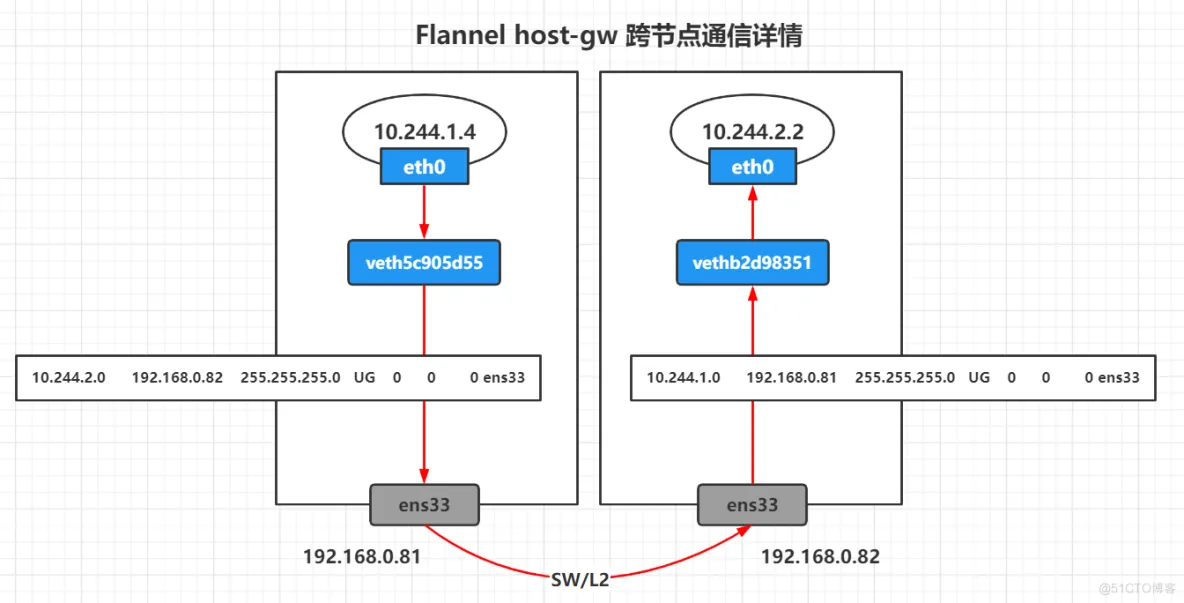 Flannel host-gw 跨节点通信详情
10.244.1.4
eth0
veth5c905d55
10.244.2.0 192.168.0.82 255.255.255.0 UG 0 0 0 ens33
ens33
192.168.0.81
10.244.2.2
eth0
vethb2d98351
10.244.1.0 192.168.0.81 255.255.255.0 UG 0 0 0 ens33
ens33
192.168.0.82
SW/L2
@51CTO博客